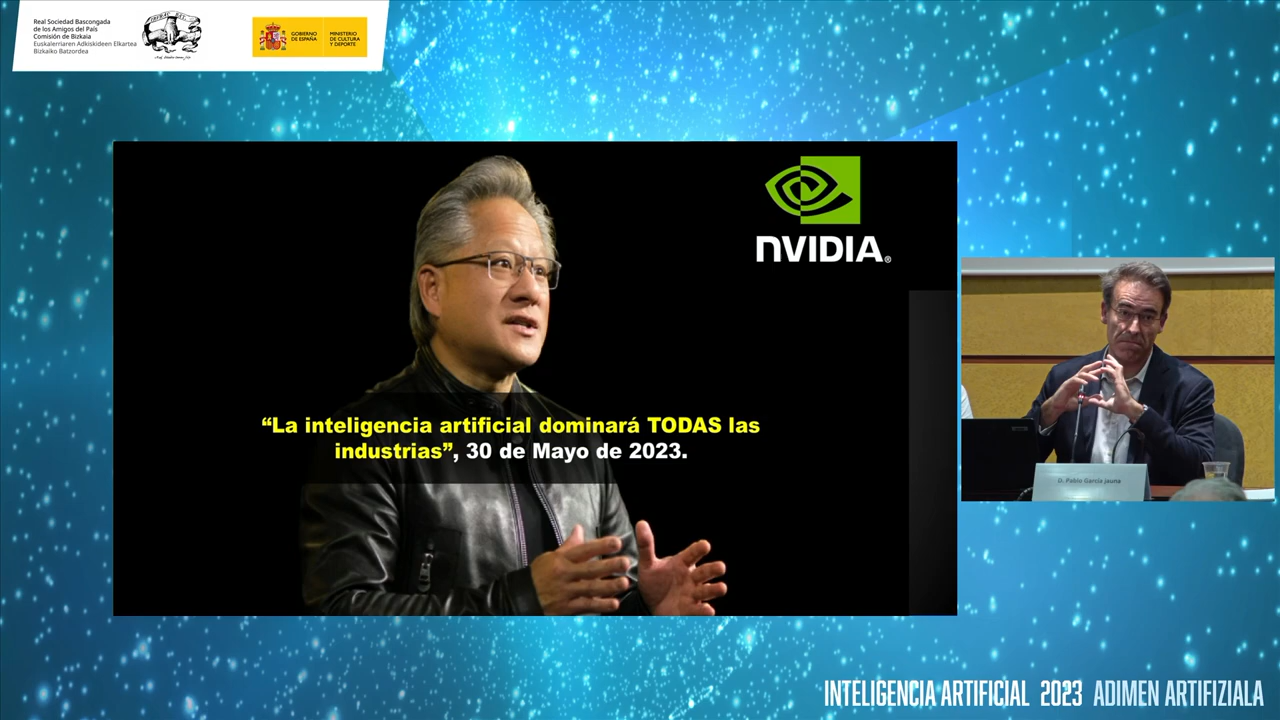 Real Sociedad Bascongada
de los Amigos del País
Comisión de Bizkaia
Euskalerriaren Adiskideen Elkartea
Bizkaiko Batzordea
GOBIERNO
DE ESPAÑA
MINISTERIO
DE CULTURA
Y DEPORTE
NVIDIA®
“La inteligencia artificial dominará TODAS las
industrias”, 30 de Mayo de 2023.
D. Pablo García jauna
INTELIGENCIA ARTIFICIAL 2023 ADIMEN ARTIFIZIALA